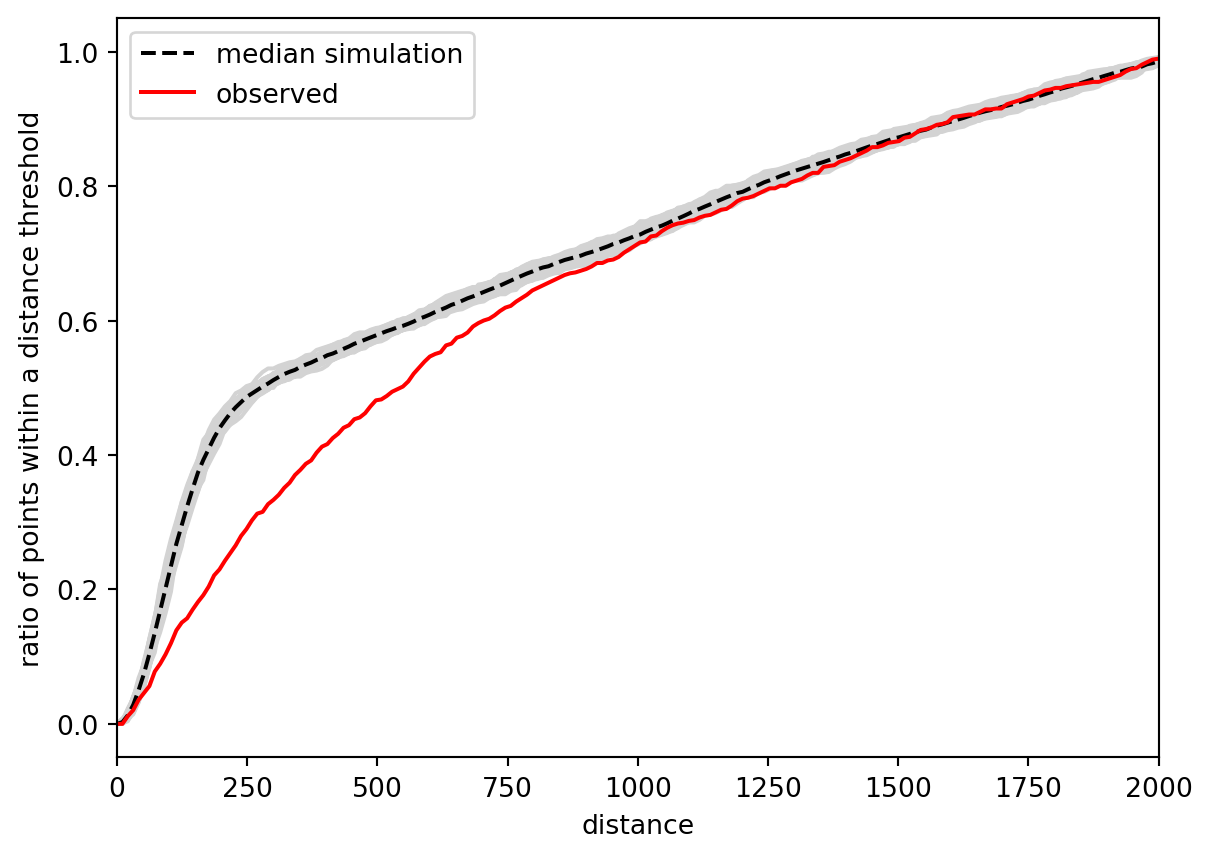 median simulation
observed
ratio of points within a distance threshold
1.0
0.8
0.6
0.4
0.2
0.0
0 250 500 750 1000 1250 1500 1750 2000
distance